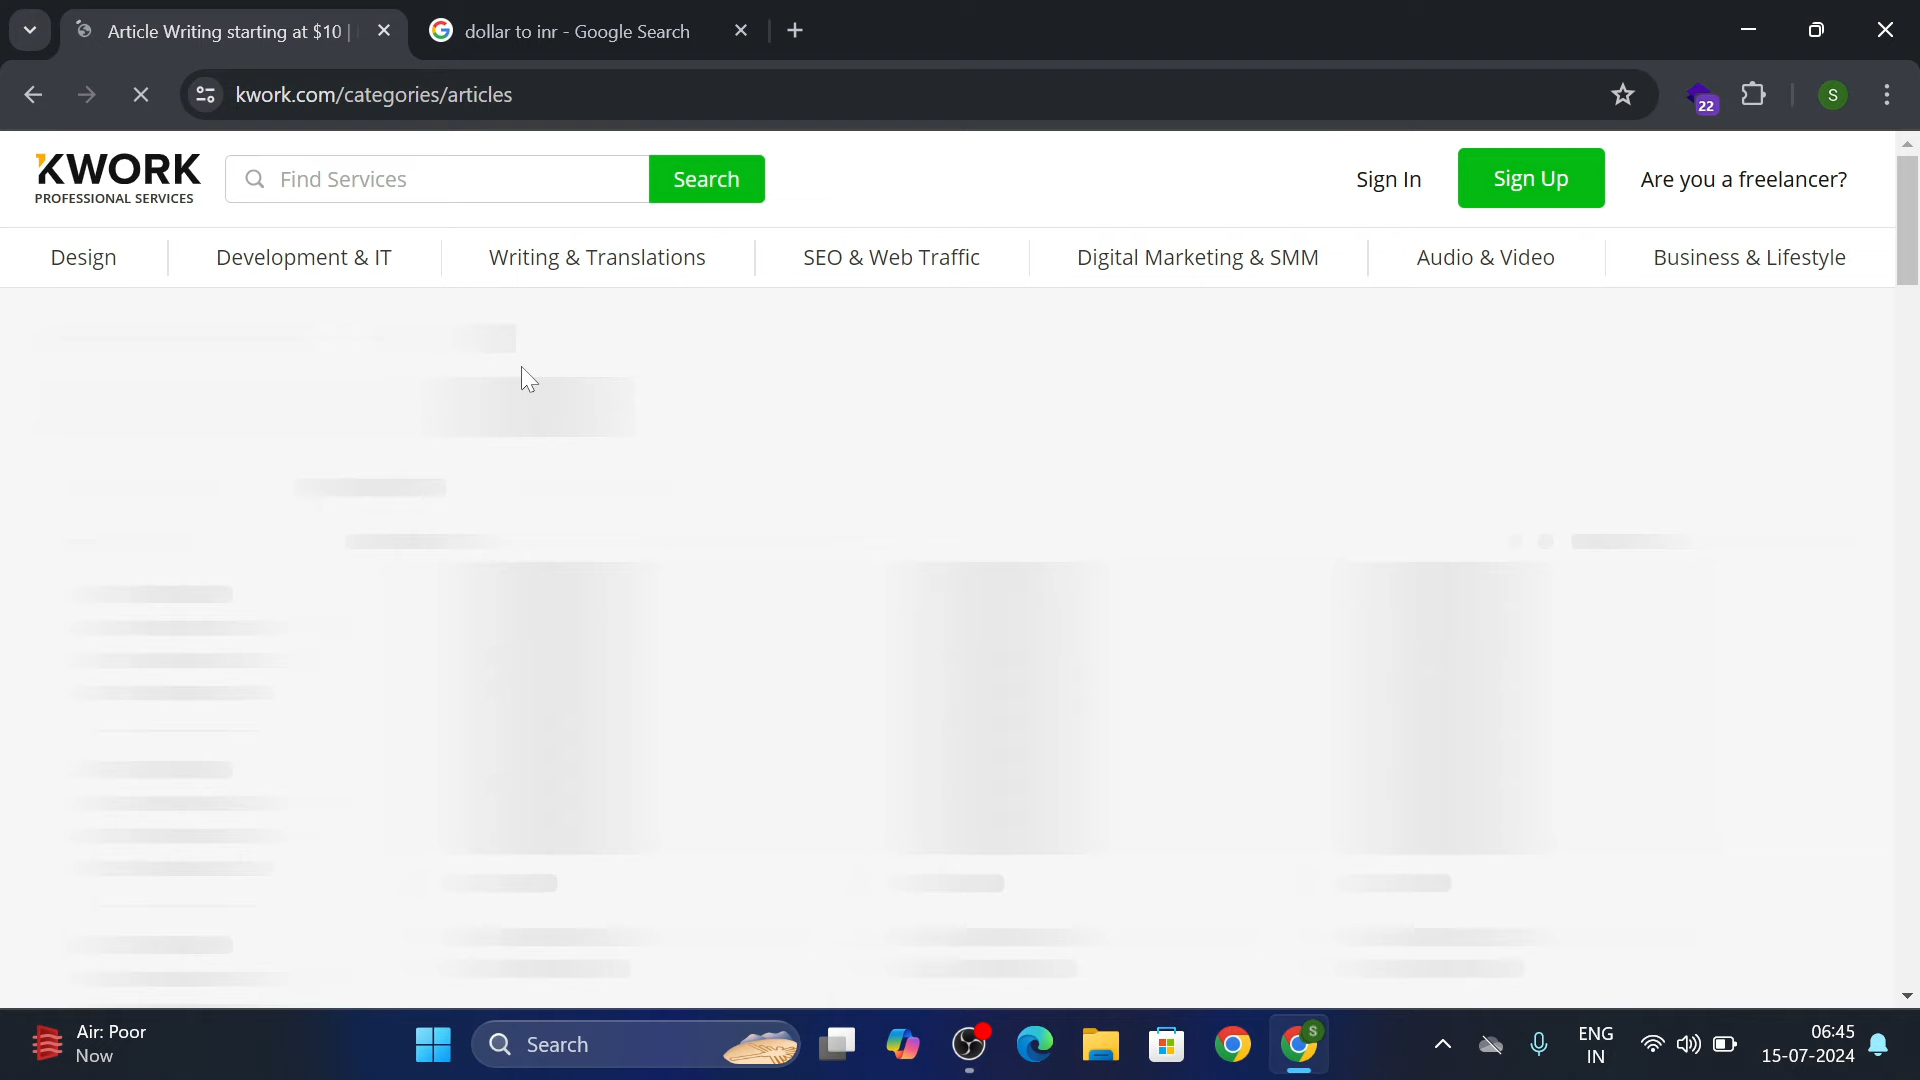 Article Writing starting at $10 |
dollar to inr - Google Search
kwork.com/categories/articles
22
S
KWORK
PROFESSIONAL SERVICES
Find Services
Search
Sign In
Sign Up
Are you a freelancer?
Design
Development & IT
Writing & Translations
SEO & Web Traffic
Digital Marketing & SMM
Audio & Video
Business & Lifestyle
Air: Poor
Now
Search
S
ENG
IN
06:45
15-07-2024